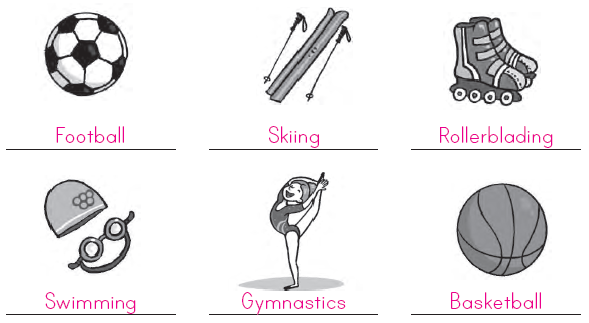 Football Skiing Rollerblading
Swimming Gymnastics Basketball